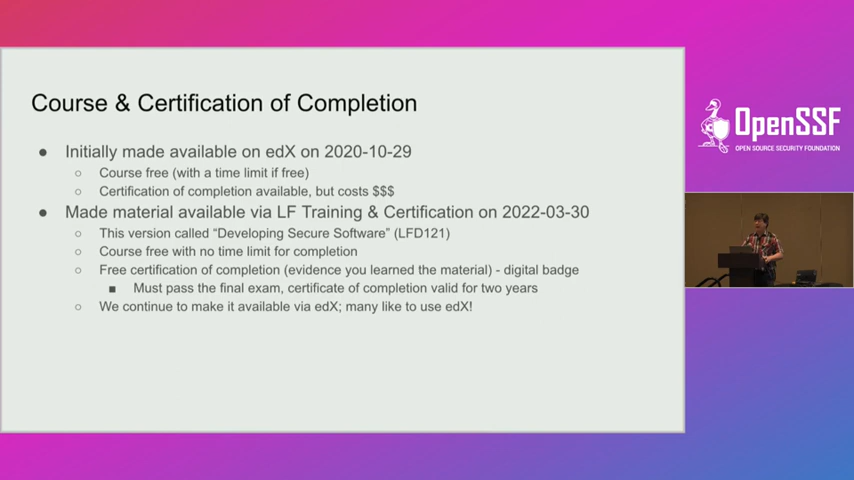 Course & Certification of Completion
● Initially made available on edX on 2020-10-29
○ Course free (with a time limit if free)
○ Certification of completion available, but costs $$$
● Made material available via LF Training & Certification on 2022-03-30
○ This version called “Developing Secure Software” (LFD121)
○ Course free with no time limit for completion
○ Free certification of completion (evidence you learned the material) - digital badge
■ Must pass the final exam, certificate of completion valid for two years
○ We continue to make it available via edX; many like to use edX!
OpenSSF
OPEN SOURCE SECURITY FOUNDATION